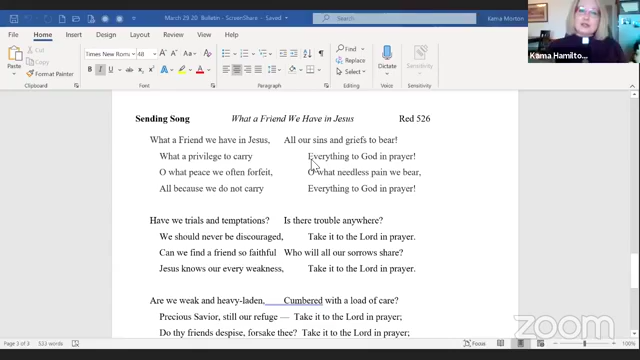 March 29 20 Bulletin - ScreenShare - Saved
Kama Morton
File Home Insert Draw Design Layout References Mailings Review View Help
Cut
Copy
Format Painter
Paste
Clipboard
Times New Roma 48
Font
Paragraph
Styles
Styles
Find
Replace
Select
Editing
Dictate
Voice
Sensitivity
Sensitivity
Kama Hamilto...
Sending Song What a Friend We Have in Jesus Red 526
What a Friend we have in Jesus, All our sins and griefs to bear!
What a privilege to carry Everything to God in prayer!
O what peace we often forfeit, O what needless pain we bear,
All because we do not carry Everything to God in prayer!
Have we trials and temptations? Is there trouble anywhere?
We should never be discouraged, Take it to the Lord in prayer.
Can we find a friend so faithful Who will all our sorrows share?
Jesus knows our every weakness, Take it to the Lord in prayer.
Are we weak and heavy-laden, Cumbered with a load of care?
Precious Savior, still our refuge — Take it to the Lord in prayer;
Do thy friends despise, forsake thee? Take it to the Lord in prayer;
Page 3 of 3 533 words
Focus
100%
zoom